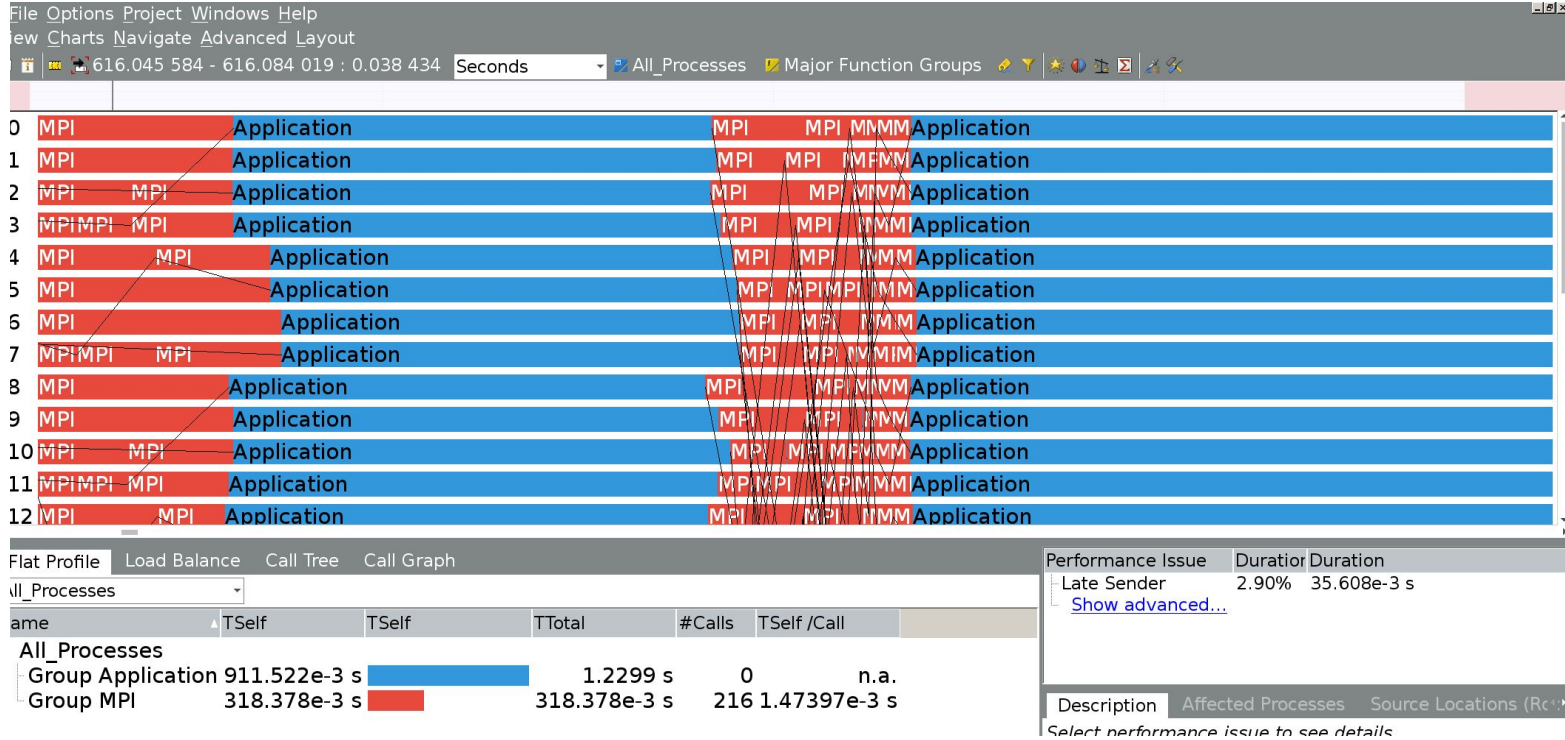 File Options Project Windows Help
iew Charts Navigate Advanced Layout
616.045 584 - 616.084 019 : 0.038 434 Seconds All_Processes Major Function Groups
0 MPI Application MPI MPI Application
1 MPI Application MPI MPI Application
2 MPI MPI Application MPI MPI Application
3 MPI MPI MPI Application MPI MPI Application
4 MPI MPI Application MPI MPI Application
5 MPI Application MPI MPI MPI Application
6 MPI Application MPI MPI Application
7 MPI MPI MPI Application MPI MPI Application
8 MPI Application MPI MPI Application
9 MPI Application MPI MPI Application
10 MPI MPI Application MPI MPI Application
11 MPI MPI MPI Application MPI MPI MPI Application
12 MPI MPI Application MPI MPI Application
Flat Profile Load Balance Call Tree Call Graph
All_Processes
ame TSelf TSelf TTotal #Calls TSelf /Call
All_Processes
Group Application 911.522e-3 s 1.2299 s 0 n.a.
Group MPI 318.378e-3 s 318.378e-3 s 216 1.47397e-3 s
Performance Issue Duration Duration
Late Sender 2.90% 35.608e-3 s
Show advanced...
Description Affected Processes Source Locations (Ro
Select performance issue to see details